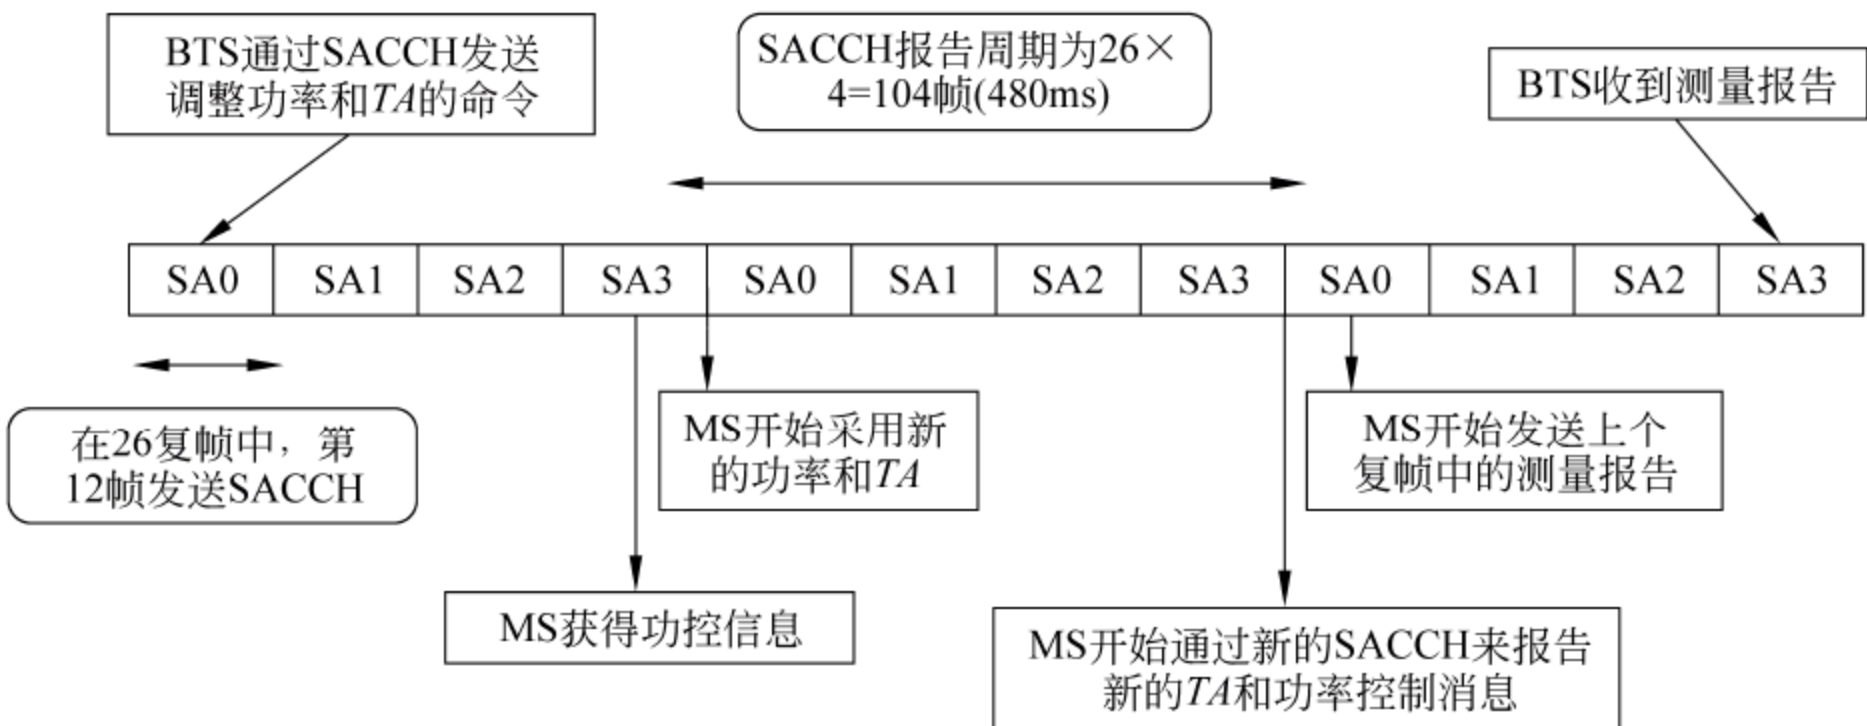 BTS通过SACCH发送
调整功率和TA的命令
SACCH报告周期为26×
4=104帧(480ms)
BTS收到测量报告
SA0 SA1 SA2 SA3 SA0 SA1 SA2 SA3 SA0 SA1 SA2 SA3
在26复帧中，第
12帧发送SACCH
MS开始采用新
的功率和TA
MS开始发送上个
复帧中的测量报告
MS获得功控信息
MS开始通过新的SACCH来报告
新的TA和功率控制消息